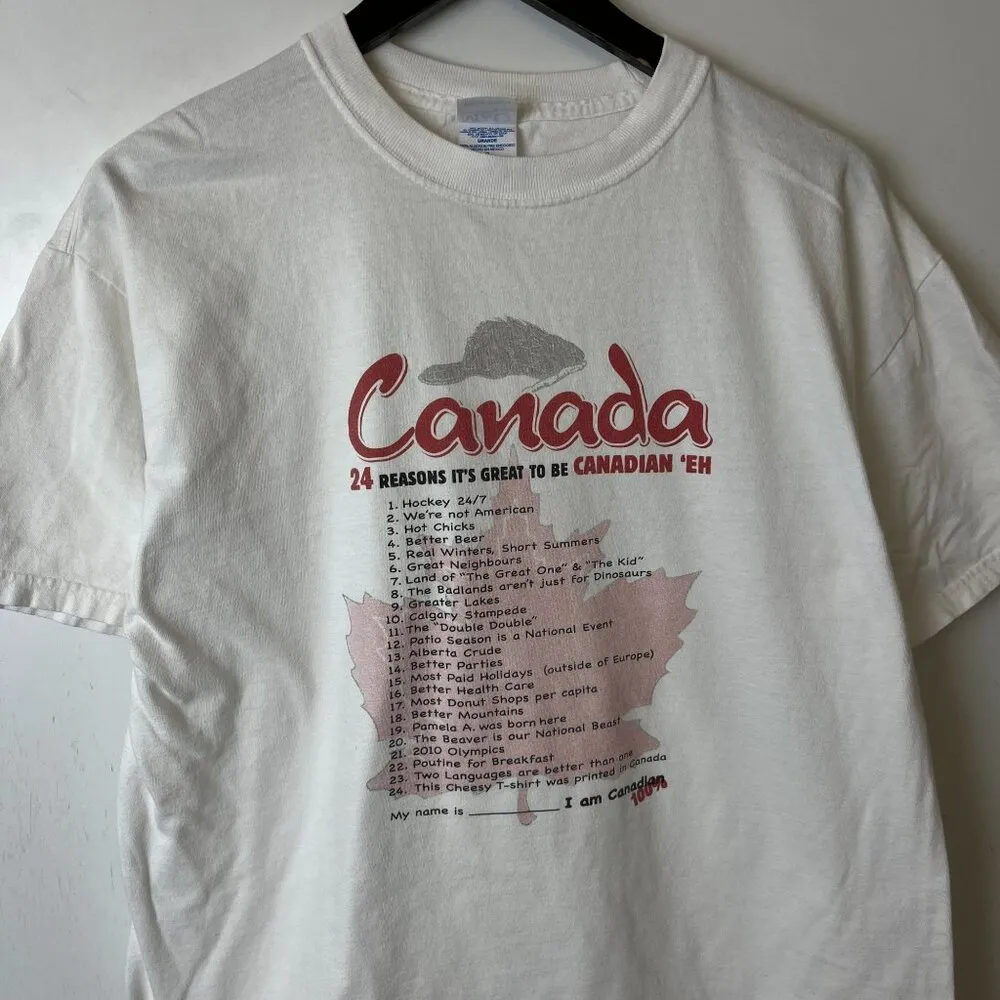 GRANDE
Canada
24 REASONS IT'S GREAT TO BE CANADIAN 'EH
1. Hockey 24/7
2. We're not American
3. Hot Chicks
4. Better Beer
5. Real Winters, Short Summers
6. Great Neighbours
7. Land of "The Great One" & "The Kid"
8. The Badlands aren't just for Dinosaurs
9. Greater Lakes
10. Calgary Stampede
11. The "Double Double"
12. Patio Season is a National Event
13. Alberta Crude
14. Better Parties
15. Most Paid Holidays (outside of Europe)
16. Better Health Care
17. Most Donut Shops per capita
18. Better Mountains
19. Pamela A. was born here
20. The Beaver is our National Beast
21. 2010 Olympics
22. Poutine for Breakfast
23. Two Languages are better than one
24. This Cheesy T-shirt was printed in Canada
My name is __________ I am Canadian
100%